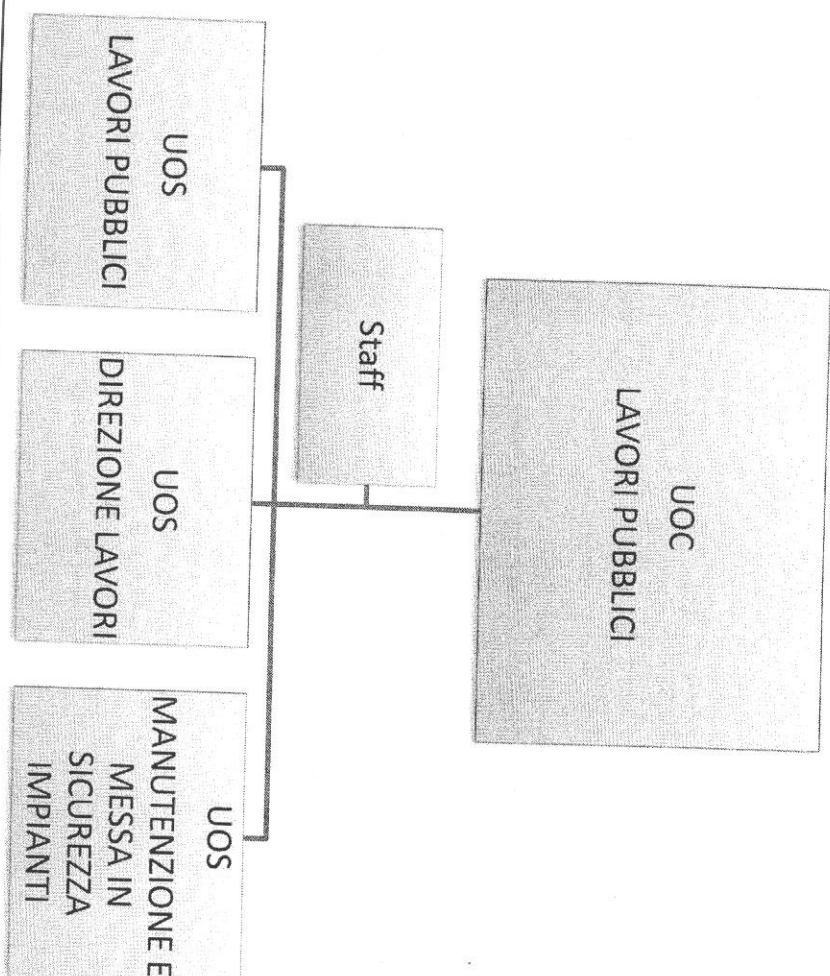 UOC
LAVORI PUBBLICI
Staff
UOS
LAVORI PUBBLICI
UOS
DIREZIONE LAVORI
UOS
MANUTENZIONE E
MESSA IN
SICUREZZA
IMPIANTI